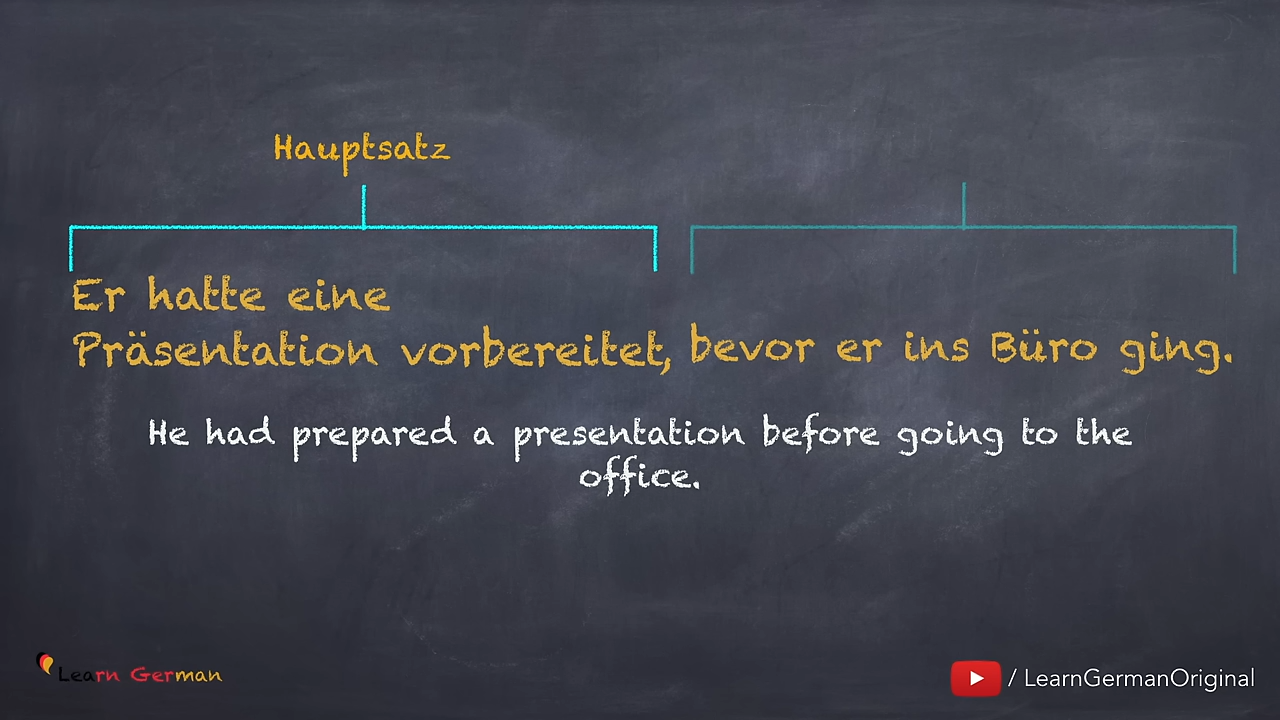 Hauptsatz
Er hatte eine
Präsentation vorbereitet, bevor er ins Büro ging.
He had prepared a presentation before going to the
office.
Learn German
/ LearnGermanOriginal